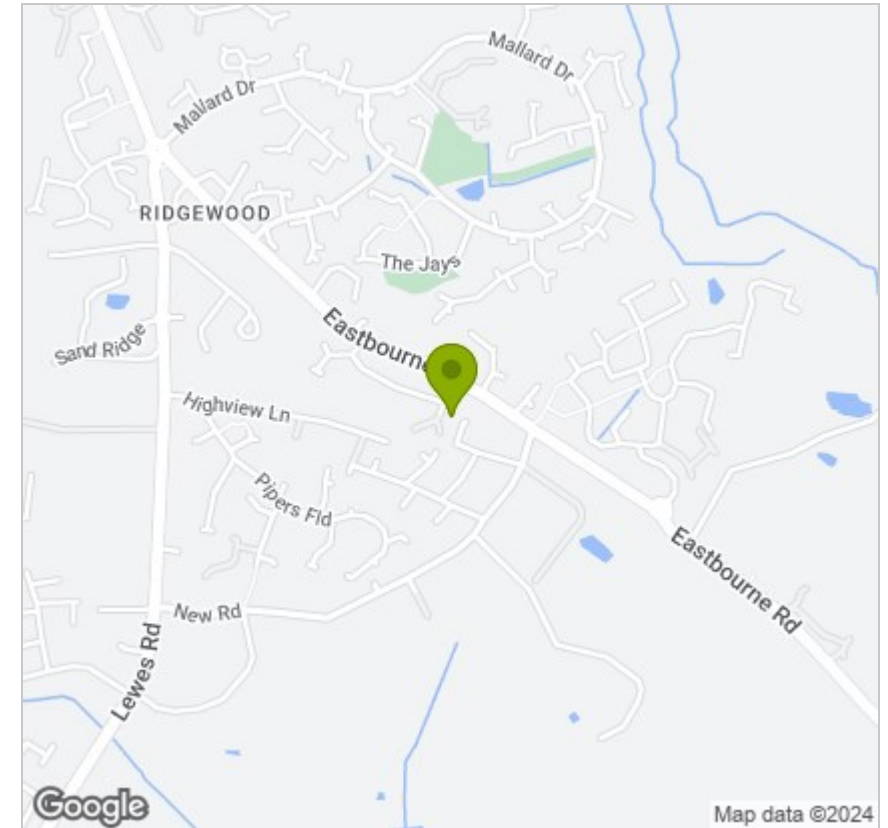 Mallard Dr
Mallard Dr
RIDGEWOOD
The Jays
Eastbourne
Sand Ridge
Highview Ln
Pipers Fld
Eastbourne Rd
New Rd
Lewes Rd
Google
Map data ©2024